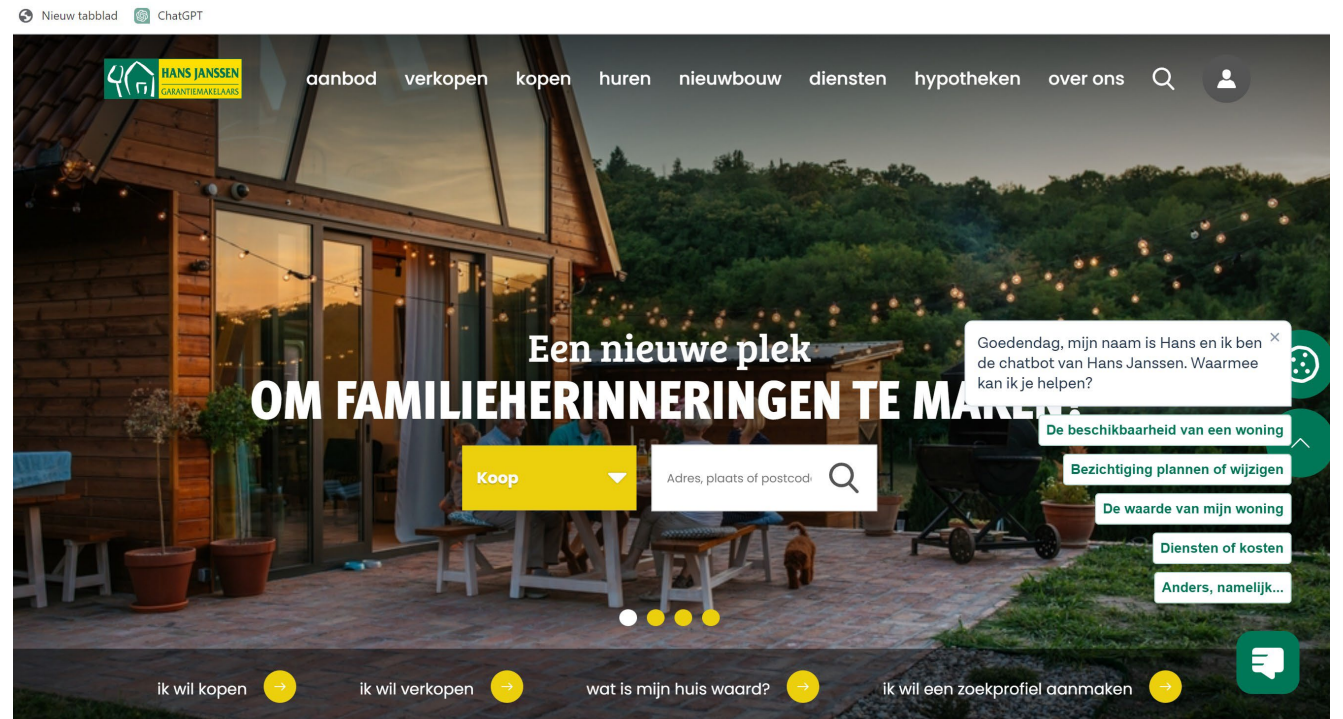 Nieuw tabblad ChatGPT
HANS JANSSEN
GARANTIEMAKELAARS
aanbod verkopen kopen huren nieuwbouw diensten hypotheken over ons
Een nieuwe plek
OM FAMILIEHERINNERINGEN TE MAKEN!
Koop
Adres, plaats of postcod
Goedendag, mijn naam is Hans en ik ben
de chatbot van Hans Janssen. Waarmee
kan ik je helpen?
De beschikbaarheid van een woning
Bezichtiging plannen of wijzigen
De waarde van mijn woning
Diensten of kosten
Anders, namelijk...
ik wil kopen ik wil verkopen wat is mijn huis waard? ik wil een zoekprofiel aanmaken